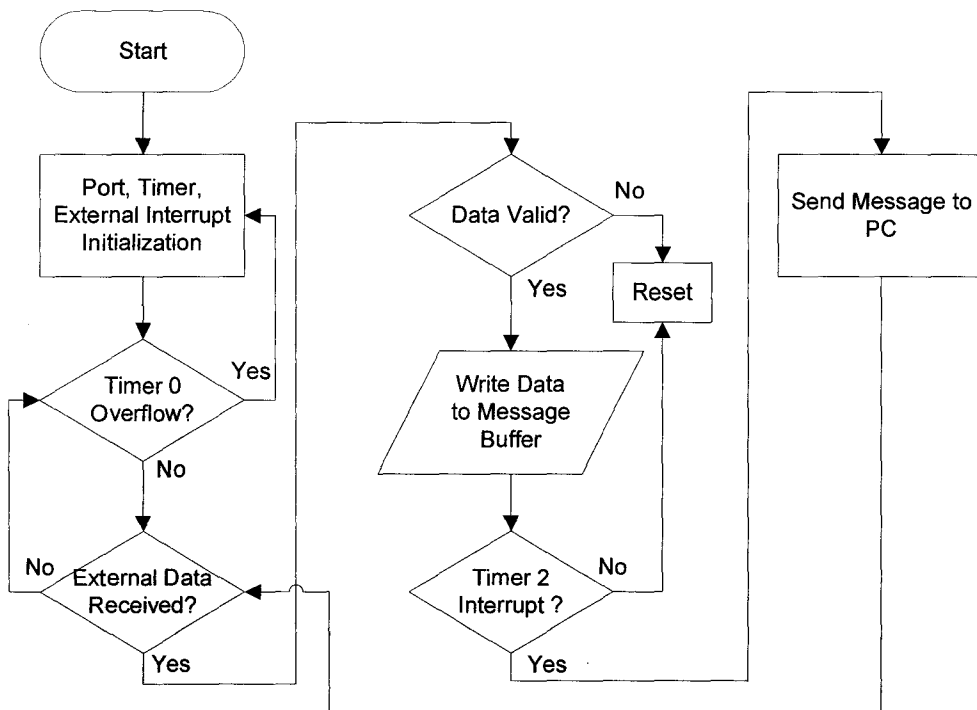 Start
Port, Timer,
External Interrupt
Initialization
Yes
Timer 0
Overflow?
No
No
External Data
Received?
Yes
Data Valid?
No
Yes
Reset
Write Data
to Message
Buffer
No
Timer 2
Interrupt ?
Yes
Send Message to
PC